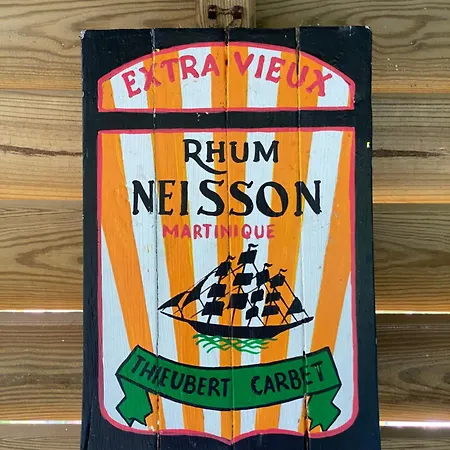 EXTRA VIEUX
RHUM
NEISSON
MARTINIQUE
THIEUBERT CARBET